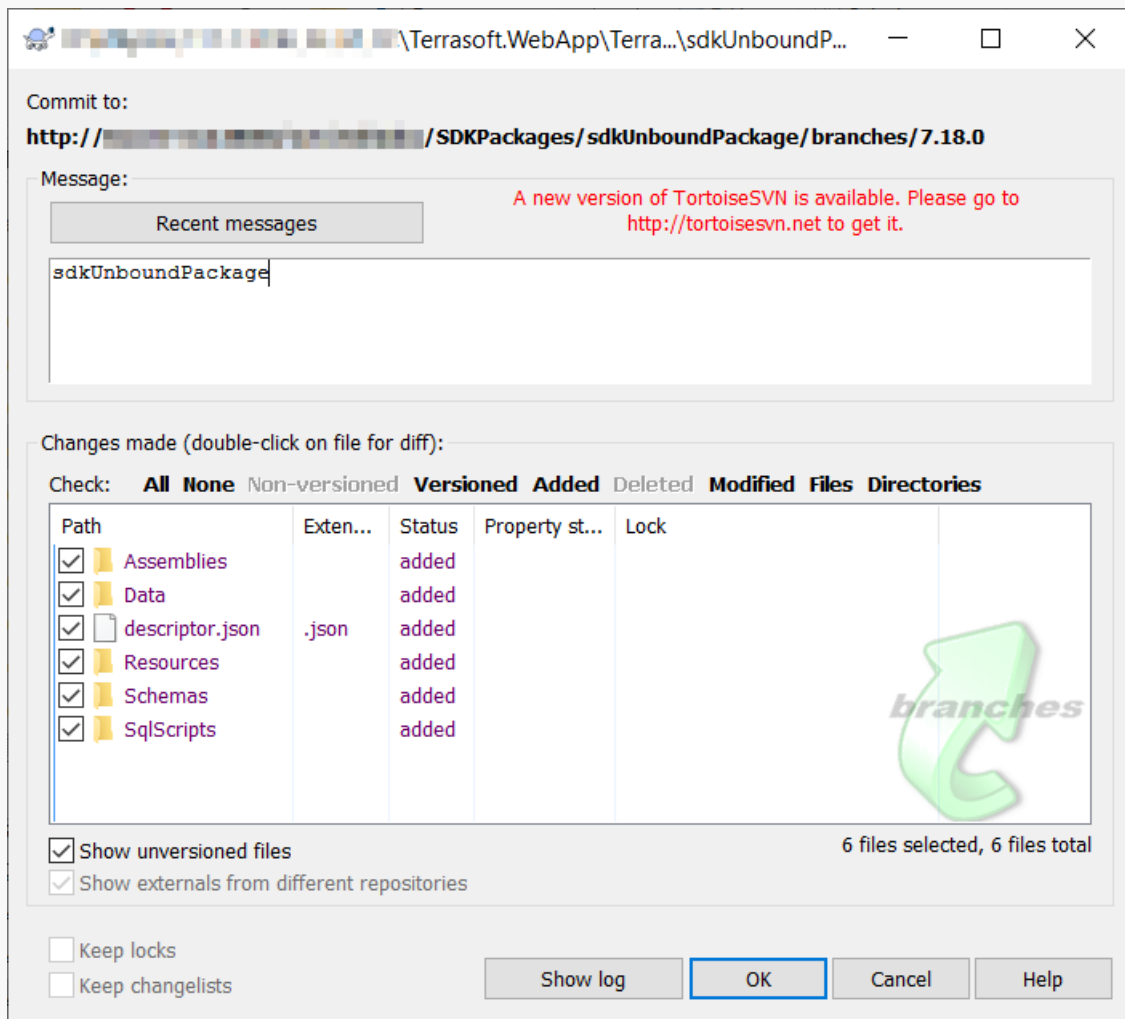 \Terrasoft.WebApp\Terra...\sdkUnboundP...
Commit to:
http:// /SDKPackages/sdkUnboundPackage/branches/7.18.0
Message:
Recent messages
A new version of TortoiseSVN is available. Please go to
http://tortoisesvn.net to get it.
sdkUnboundPackage
Changes made (double-click on file for diff):
Check: All None Non-versioned Versioned Added Deleted Modified Files Directories
Path Exten... Status Property st... Lock
Assemblies added
Data added
descriptor.json .json added
Resources added
Schemas added
SqlScripts added
branches
Show unversioned files
6 files selected, 6 files total
Show externals from different repositories
Keep locks
Keep changelists
Show log OK Cancel Help